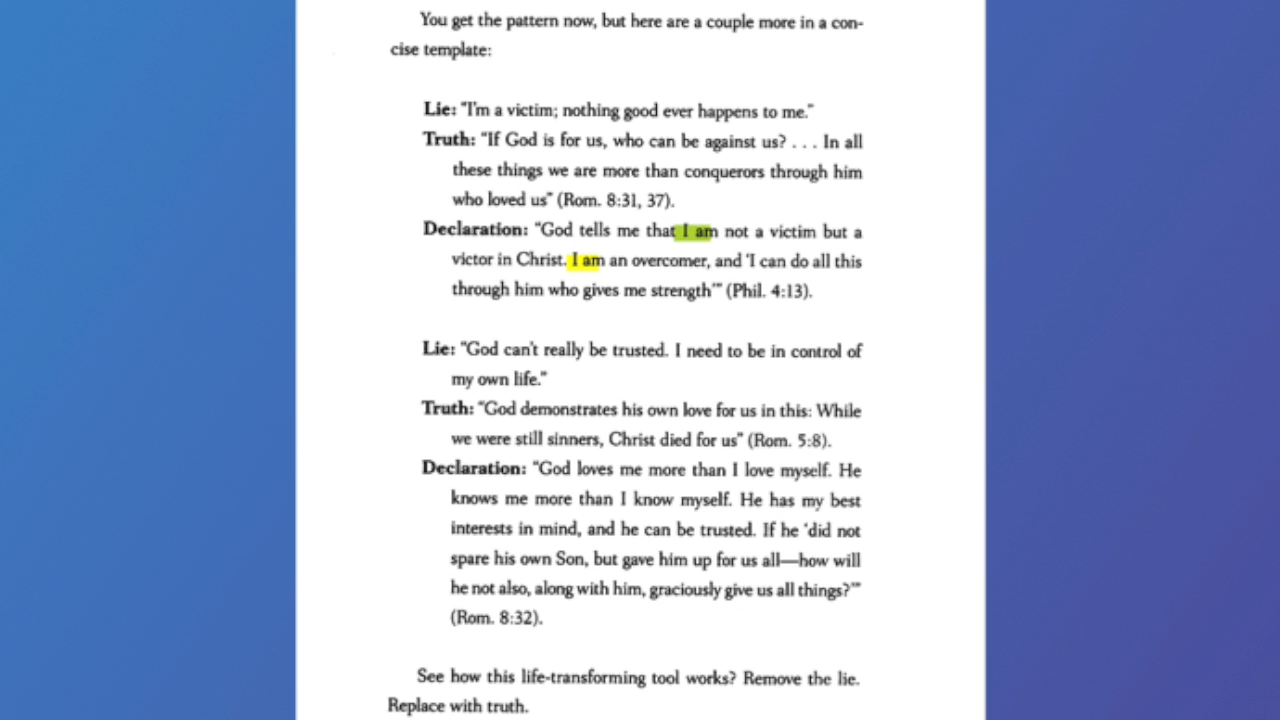 You get the pattern now, but here are a couple more in a con-
cise template:
Lie: "I'm a victim; nothing good ever happens to me."
Truth: "If God is for us, who can be against us? . . . In all
these things we are more than conquerors through him
who loved us" (Rom. 8:31, 37).
Declaration: "God tells me that I am not a victim but a
victor in Christ. I am an overcomer, and 'I can do all this
through him who gives me strength'" (Phil. 4:13).
Lie: "God can't really be trusted. I need to be in control of
my own life."
Truth: "God demonstrates his own love for us in this: While
we were still sinners, Christ died for us" (Rom. 5:8).
Declaration: "God loves me more than I love myself. He
knows me more than I know myself. He has my best
interests in mind, and he can be trusted. If he 'did not
spare his own Son, but gave him up for us all—how will
he not also, along with him, graciously give us all things?'"
(Rom. 8:32).
See how this life-transforming tool works? Remove the lie.
Replace with truth.